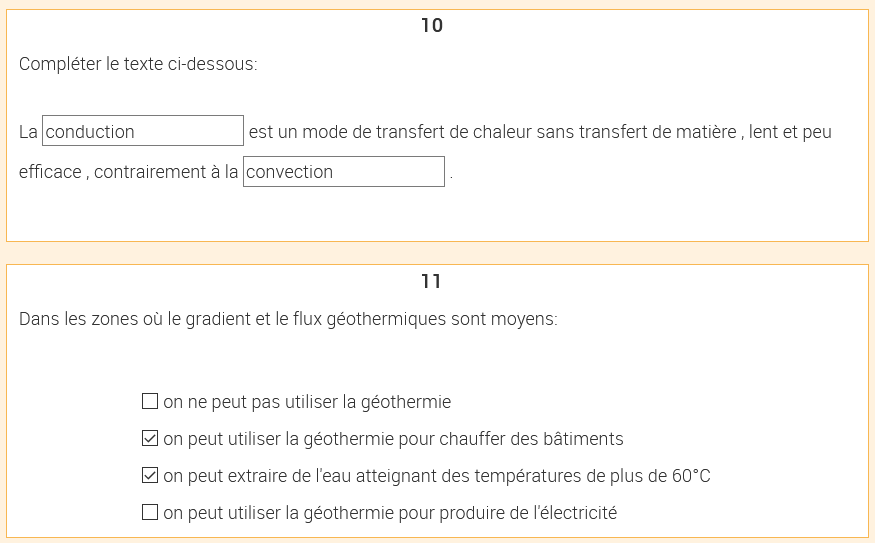 10
Compléter le texte ci-dessous:
La conduction est un mode de transfert de chaleur sans transfert de matière , lent et peu
efficace , contrairement à la convection .
11
Dans les zones où le gradient et le flux géothermiques sont moyens:
on ne peut pas utiliser la géothermie
on peut utiliser la géothermie pour chauffer des bâtiments
on peut extraire de l'eau atteignant des températures de plus de 60°C
on peut utiliser la géothermie pour produire de l'électricité